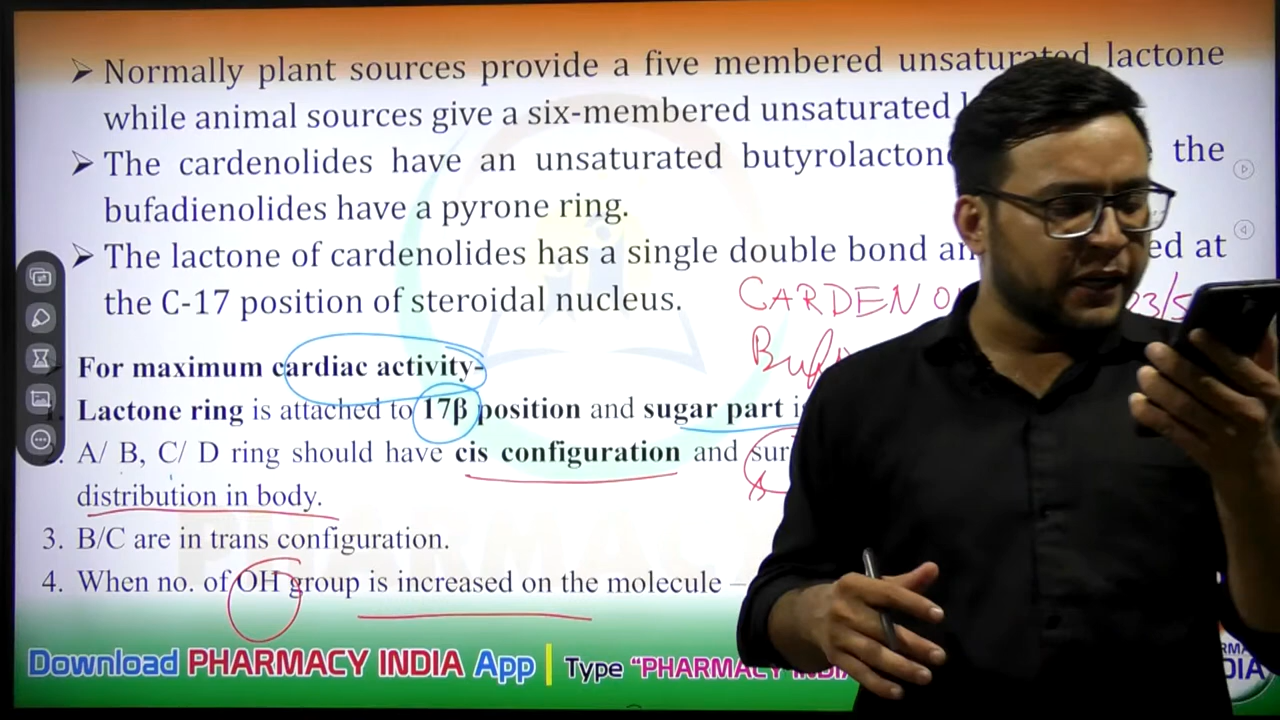 ➤ Normally plant sources provide a five membered unsaturated lactone
while animal sources give a six-membered unsaturated
➤ The cardenolides have an unsaturated butyrolactone the
bufadienolides have a pyrone ring.
➤ The lactone of cardenolides has a single double bond at
the C-17 position of steroidal nucleus.
CARDEN 23/
For maximum cardiac activity-
Lactone ring is attached to 17β position and sugar part
2. A/ B, C/ D ring should have cis configuration and
distribution in body.
3. B/C are in trans configuration.
4. When no. of OH group is increased on the molecule –
Download PHARMACY INDIA App | Type "PHARMACY INDIA